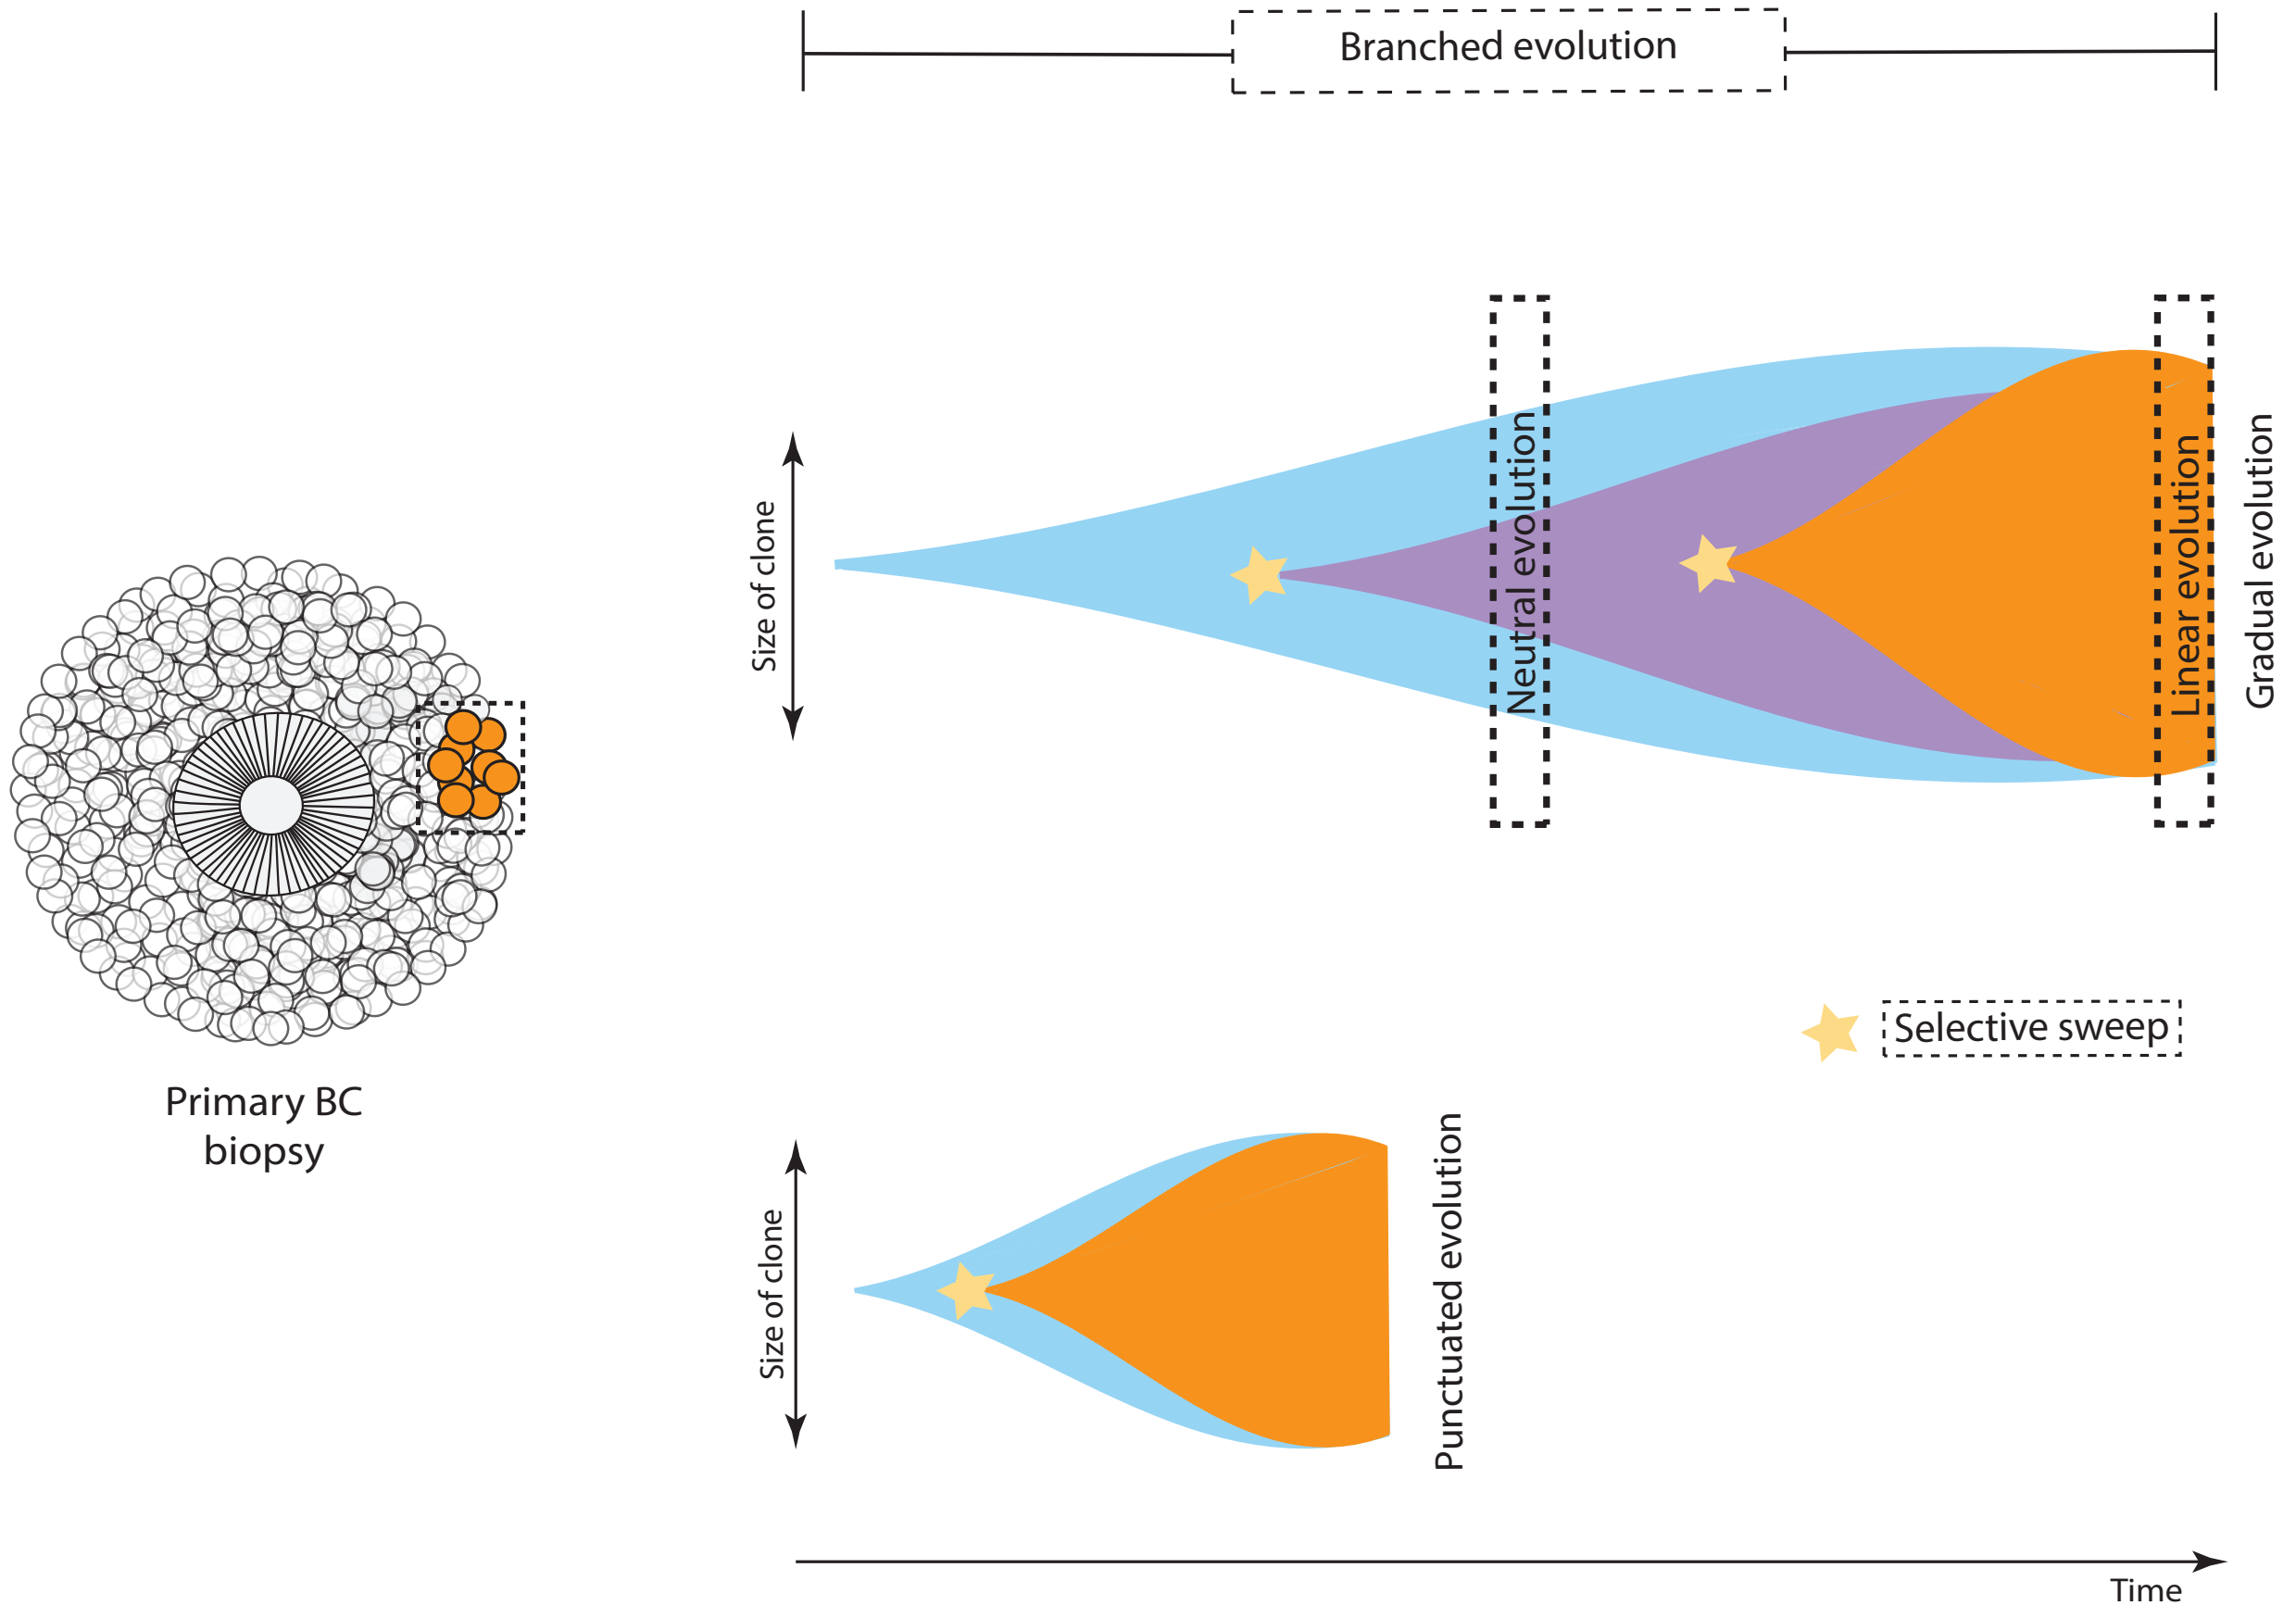 Branched evolution
Size of clone
Neutral evolution
Linear evolution
Gradual evolution
Selective sweep
Primary BC
biopsy
Size of clone
Punctuated evolution
Time